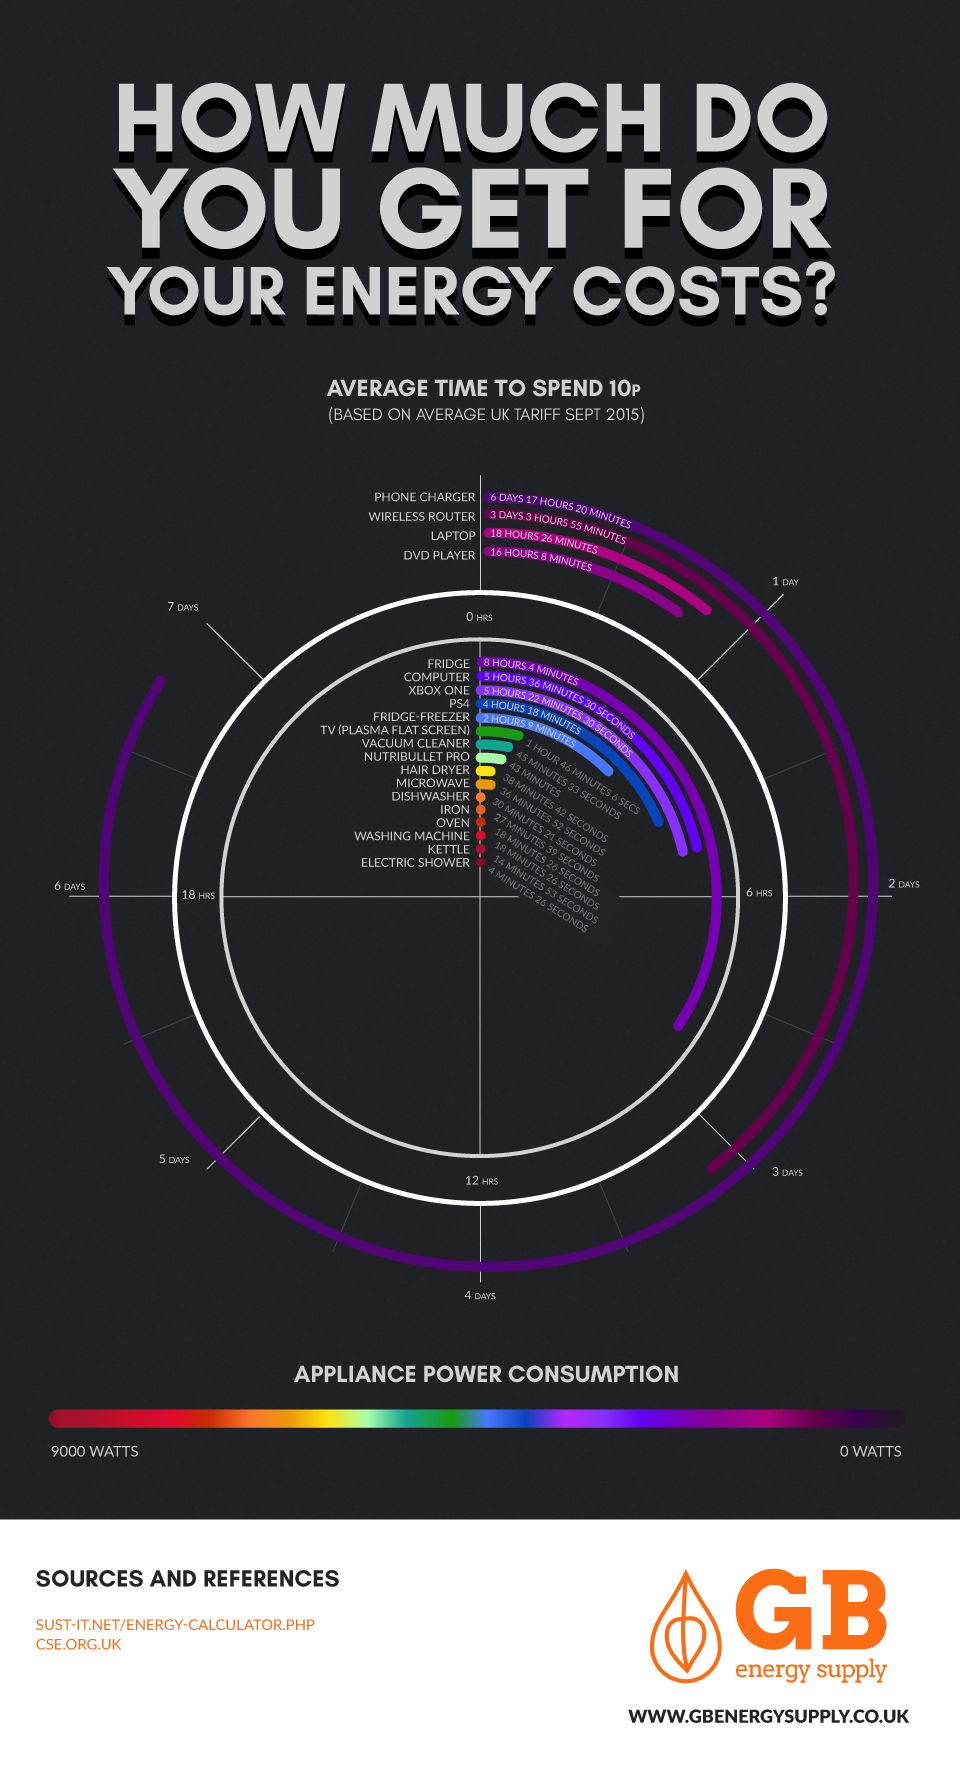 HOW MUCH DO
YOU GET FOR
YOUR ENERGY COSTS?
AVERAGE TIME TO SPEND 10P
(BASED ON AVERAGE UK TARIFF SEPT 2015)
PHONE CHARGER 6 DAYS 17 HOURS 20 MINUTES
WIRELESS ROUTER 3 DAYS 3 HOURS 55 MINUTES
LAPTOP 18 HOURS 26 MINUTES
DVD PLAYER 16 HOURS 8 MINUTES
1 DAY
7 DAYS
0 HRS
FRIDGE 8 HOURS 4 MINUTES
COMPUTER 5 HOURS 36 MINUTES 30 SECONDS
XBOX ONE 5 HOURS 22 MINUTES 30 SECONDS
PS4 4 HOURS 18 MINUTES
FRIDGE-FREEZER 2 HOURS 9 MINUTES
TV (PLASMA FLAT SCREEN) 1 HOUR 46 MINUTES 6 SECS
VACUUM CLEANER 45 MINUTES 33 SECONDS
NUTRIBULLET PRO 43 MINUTES
HAIR DRYER 38 MINUTES 42 SECONDS
MICROWAVE 36 MINUTES 52 SECONDS
DISHWASHER 30 MINUTES 21 SECONDS
IRON 27 MINUTES 39 SECONDS
OVEN 18 MINUTES 26 SECONDS
WASHING MACHINE 18 MINUTES 26 SECONDS
KETTLE 14 MINUTES 53 SECONDS
ELECTRIC SHOWER 4 MINUTES 26 SECONDS
6 DAYS
18 HRS
6 HRS
2 DAYS
5 DAYS
12 HRS
3 DAYS
4 DAYS
APPLIANCE POWER CONSUMPTION
9000 WATTS
0 WATTS
SOURCES AND REFERENCES
SUST-IT.NET/ENERGY-CALCULATOR.PHP
CSE.ORG.UK
GB
energy supply
WWW.GBENERGYSUPPLY.CO.UK